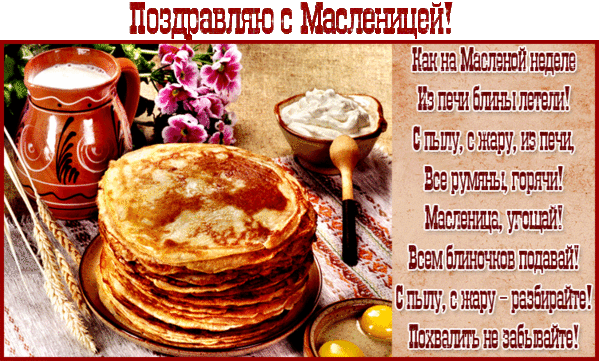 Поздравляю с Масленицей!
Как на Масленой неделе
Из печи блины летели!
С пылу, с жару, из печи,
Все румяны, горячи!
Масленица, угощай!
Всем блиночков подавай!
С пылу, с жару - разбирайте!
Похвалить не забывайте!